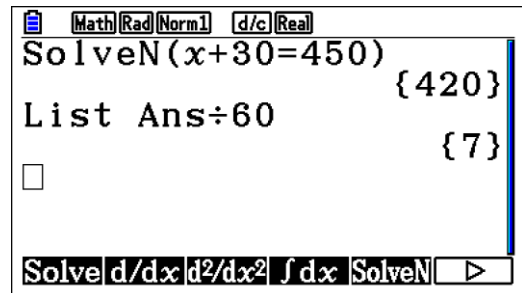 Math Rad Norm1 d/c Real
SolveN(x+30=450)
{420}
List Ans÷60
{7}
Solve d/dx d²/dx² ∫dx SolveN ▷